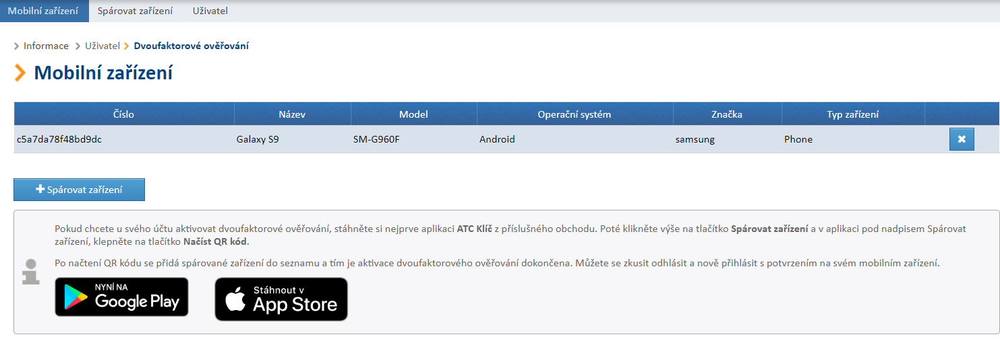 Mobilní zařízení Spárovat zařízení Uživatel
Informace Uživatel Dvoufaktorové ověřování
Mobilní zařízení
Číslo Název Model Operační systém Značka Typ zařízení
c5a7da78f48bd9dc Galaxy S9 SM-G960F Android samsung Phone
Spárovat zařízení
Pokud chcete u svého účtu aktivovat dvoufaktorové ověřování, stáhněte si nejprve aplikaci ATC Klíč z příslušného obchodu. Poté klikněte výše na tlačítko Spárovat zařízení a v aplikaci pod nadpisem Spárovat
zařízení, klepněte na tlačítko Načíst QR kód.
Po načtení QR kódu se přidá spárované zařízení do seznamu a tím je aktivace dvoufaktorového ověřování dokončena. Můžete se zkusit odhlásit a nově přihlásit s potvrzením na svém mobilním zařízení.
NYNÍ NA
Google Play
Stáhnout v
App Store